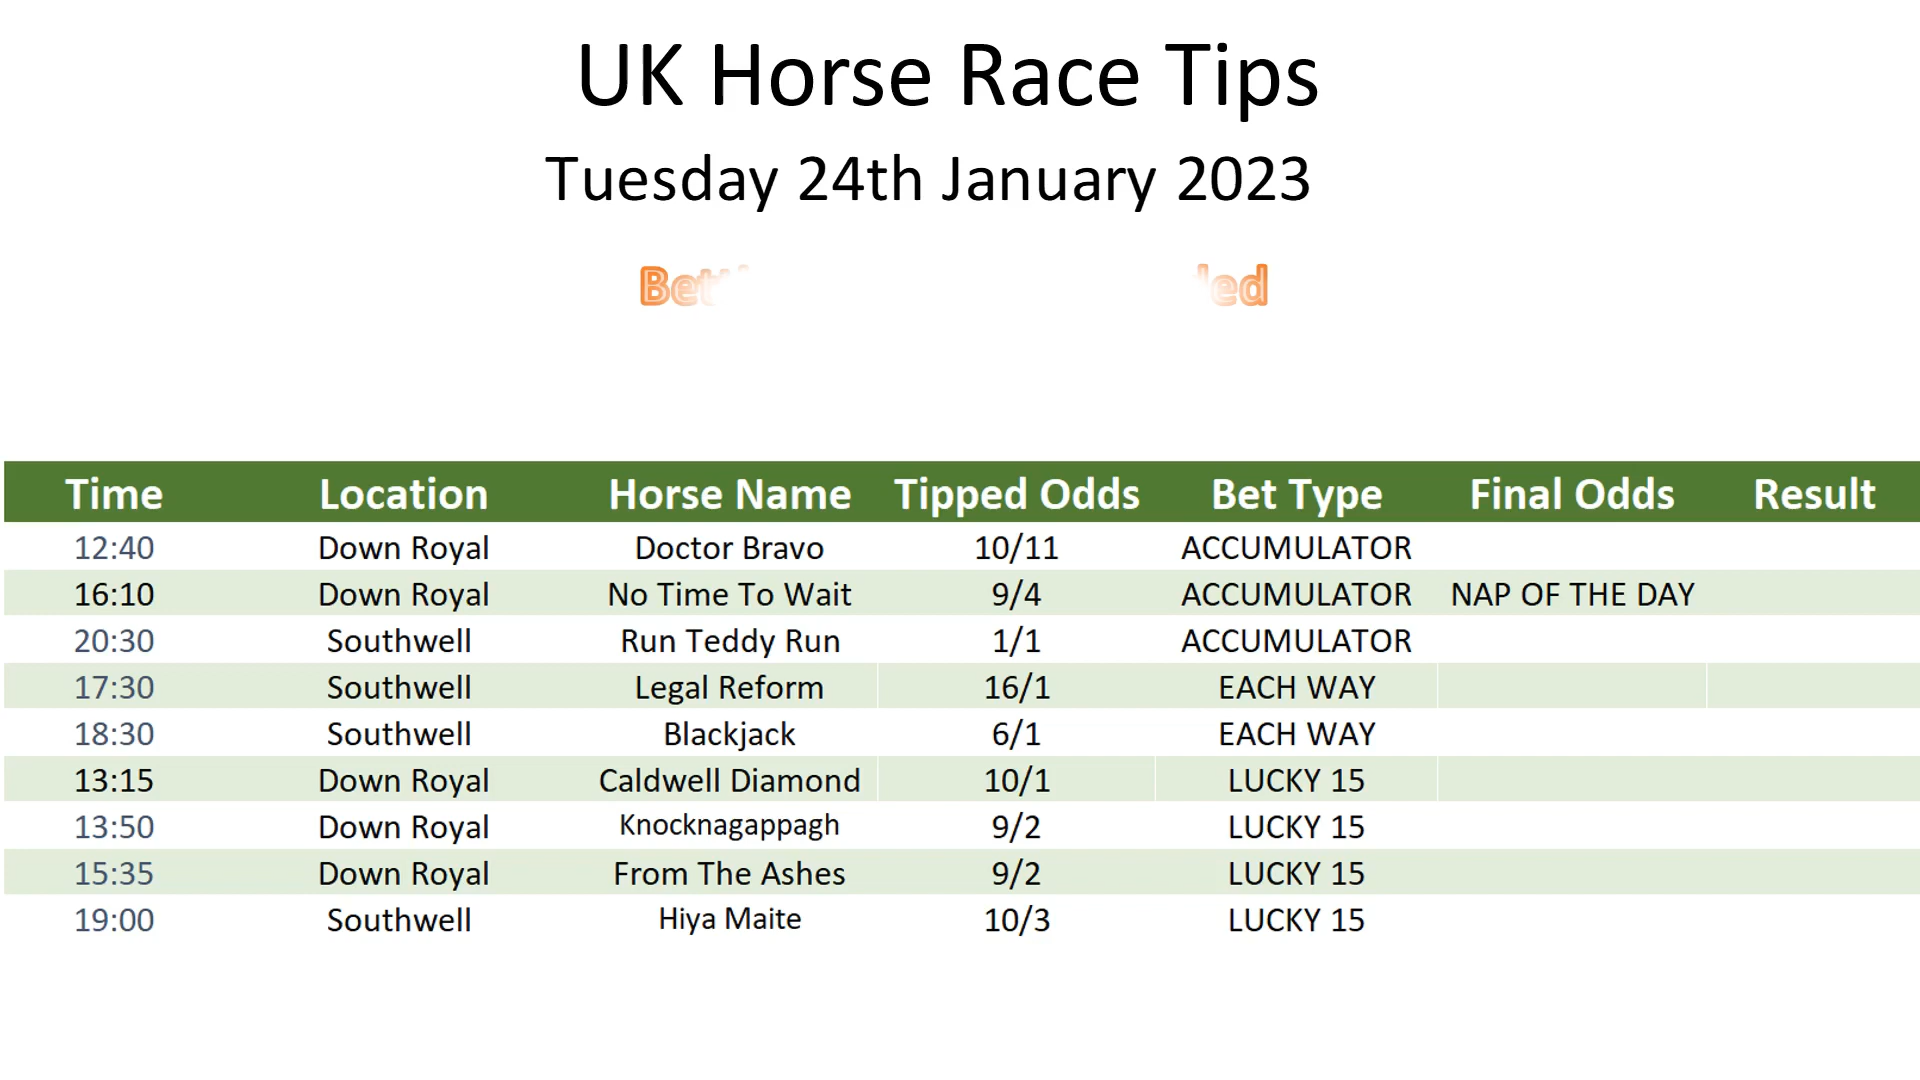 UK Horse Race Tips
Tuesday 24th January 2023
Time Location Horse Name Tipped Odds Bet Type Final Odds Result
12:40 Down Royal Doctor Bravo 10/11 ACCUMULATOR
16:10 Down Royal No Time To Wait 9/4 ACCUMULATOR NAP OF THE DAY
20:30 Southwell Run Teddy Run 1/1 ACCUMULATOR
17:30 Southwell Legal Reform 16/1 EACH WAY
18:30 Southwell Blackjack 6/1 EACH WAY
13:15 Down Royal Caldwell Diamond 10/1 LUCKY 15
13:50 Down Royal Knocknagappagh 9/2 LUCKY 15
15:35 Down Royal From The Ashes 9/2 LUCKY 15
19:00 Southwell Hiya Maite 10/3 LUCKY 15